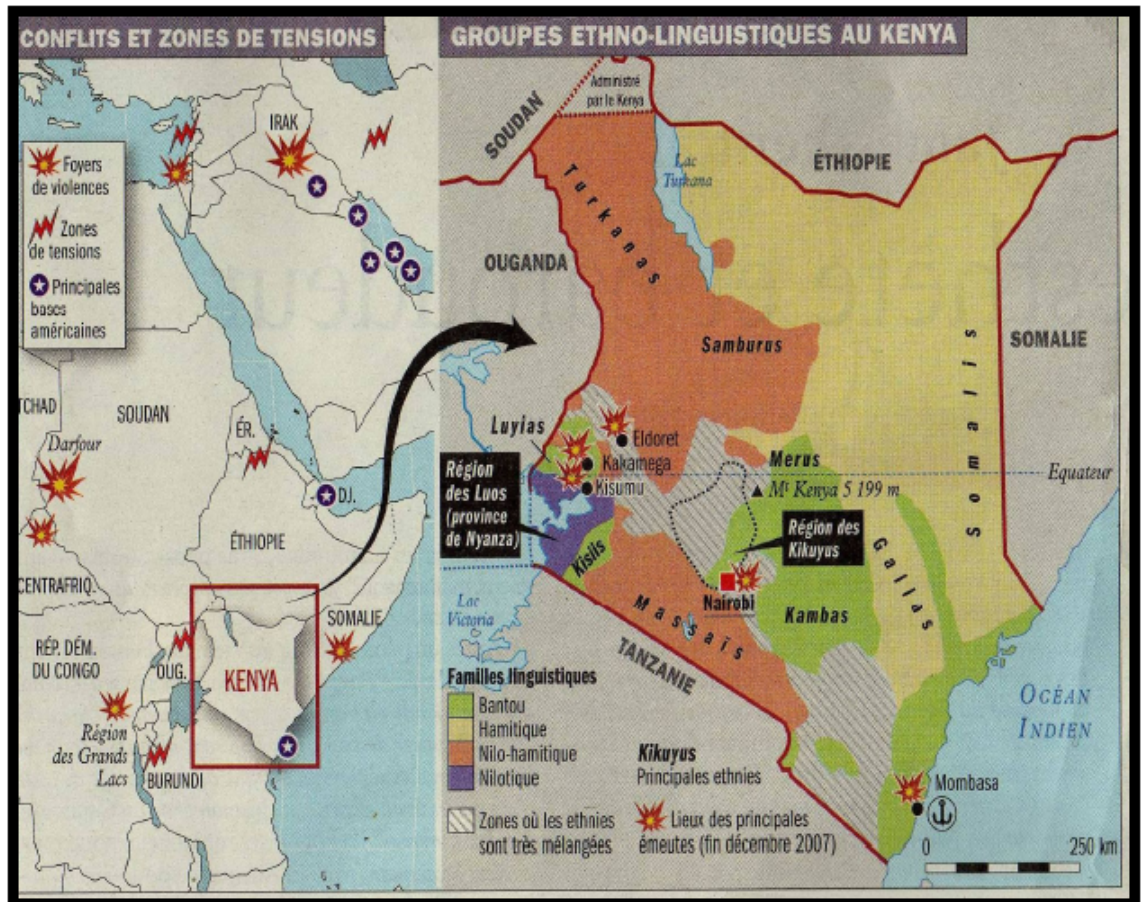 CONFLITS ET ZONES DE TENSIONS
Foyers
de violences
Zones
de tensions
Principales
bases
américaines
IRAK
TCHAD
SOUDAN
Darfour
ÉR.
DJ.
ÉTHIOPIE
CENTRAFRIQ.
SOMALIE
RÉP. DÉM.
DU CONGO
OUG.
KENYA
Région
des Grands
Lacs
BURUNDI
GROUPES ETHNO-LINGUISTIQUES AU KENYA
Administré
par le Kenya
SOUDAN
ÉTHIOPIE
Lac
Turkana
Turkanas
OUGANDA
SOMALIE
Samburus
Somalis
Luyias
Eldoret
Kakamega
Kisumu
Merus
Equateur
Mt Kenya 5 199 m
Région
des Luos
(province
de Nyanza)
Région des
Kikuyus
Kisiis
Gallas
Nairobi
Kambas
Massaïs
Lac
Victoria
TANZANIE
OCÉAN
INDIEN
Mombasa
Familles linguistiques
Bantou
Hamitique
Nilo-hamitique
Nilotique
Kikuyus
Principales ethnies
Zones où les ethnies
sont très mélangées
Lieux des principales
émeutes (fin décembre 2007)
0 250 km